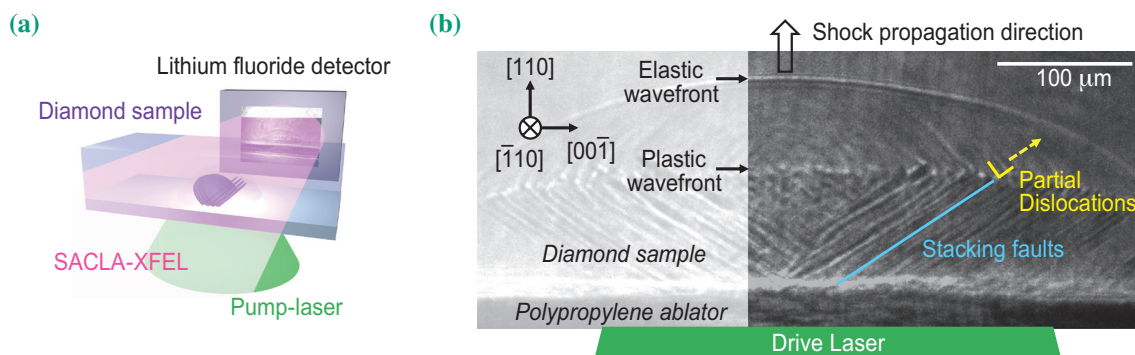 (a)
Lithium fluoride detector
Diamond sample
SACLA-XFEL
Pump-laser
(b)
Shock propagation direction
[110]
Elastic
wavefront
100 μm
[001̄]
[1̄10]
Plastic
wavefront
Partial
Dislocations
Stacking faults
Diamond sample
Polypropylene ablator
Drive Laser